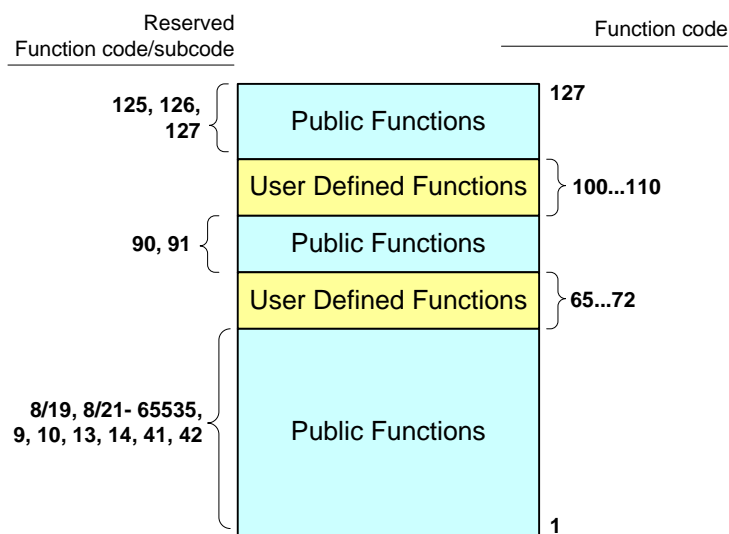 Reserved
Function code/subcode
Function code
125, 126,
127
Public Functions
127
User Defined Functions
100...110
90, 91
Public Functions
User Defined Functions
65...72
8/19, 8/21- 65535,
9, 10, 13, 14, 41, 42
Public Functions
1